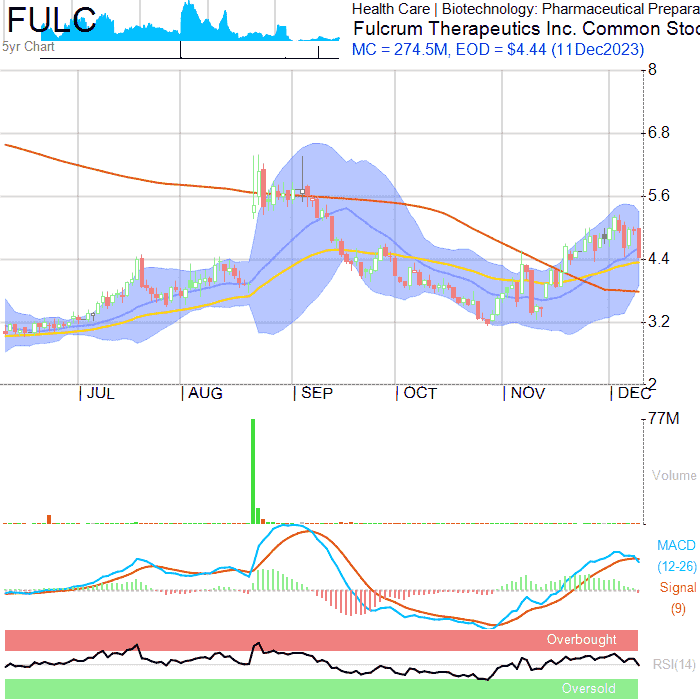 FULC
5yr Chart
Health Care | Biotechnology: Pharmaceutical Prepara
Fulcrum Therapeutics Inc. Common Stoc
MC = 274.5M, EOD = $4.44 (11Dec2023)
8
6.8
5.6
4.4
3.2
2
JUL AUG SEP OCT NOV DEC
77M
Volume
MACD
(12-26)
Signal
(9)
Overbought
RSI(14)
Oversold